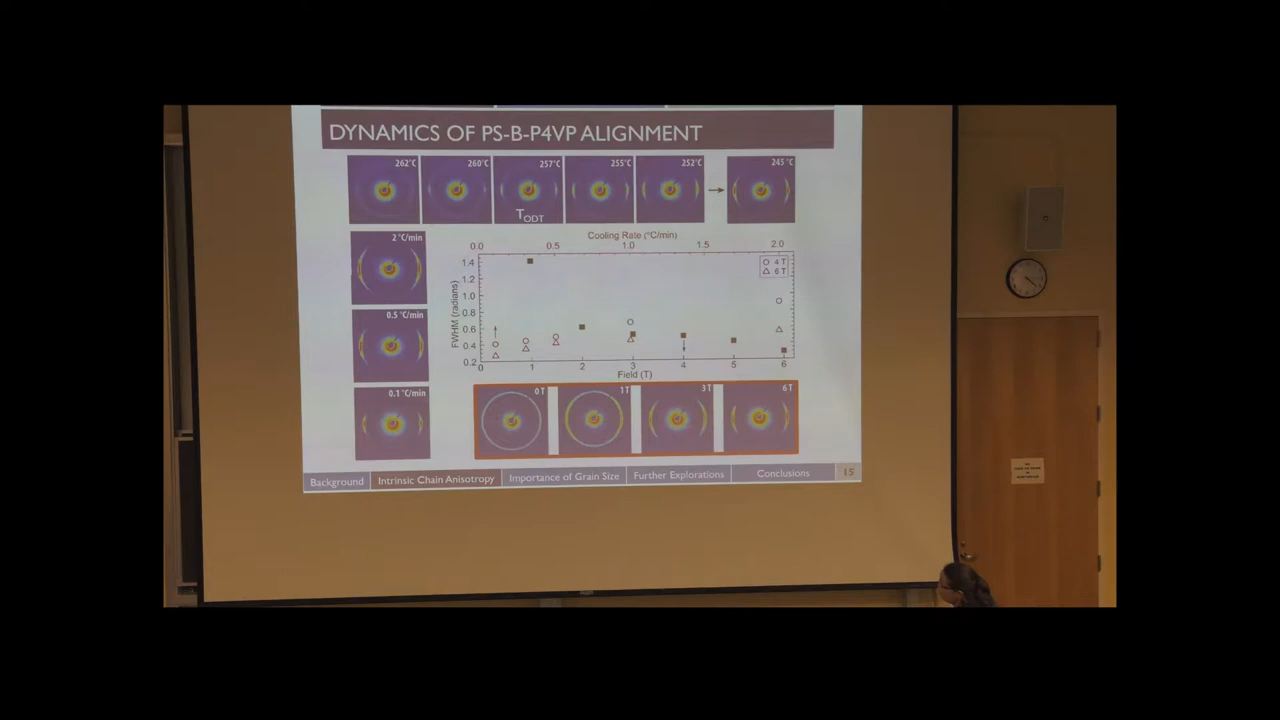 DYNAMICS OF PS-B-P4VP ALIGNMENT
262°C 260°C 257°C 255°C 252°C 245 °C
TODT
2 °C/min
0.5 °C/min
0.1 °C/min
Cooling Rate (°C/min)
0.0 0.5 1.0 1.5 2.0
4 T
6 T
FWHM (radians)
1.4
1.2
1.0
0.8
0.6
0.4
0.2
0 1 2 3 4 5 6
Field (T)
0 T 1T 3 T 6 T
Background Intrinsic Chain Anisotropy Importance of Grain Size Further Explorations Conclusions 15